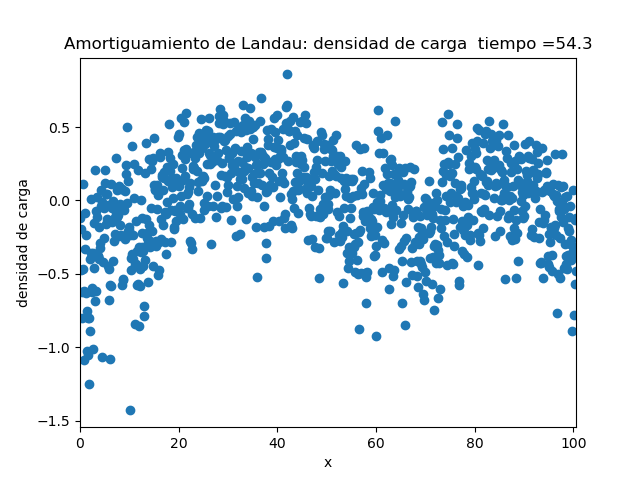 Amortiguamiento de Landau: densidad de carga  tiempo =54.3
densidad de carga
0.5
0.0
−0.5
−1.0
−1.5
0 20 40 60 80 100
x